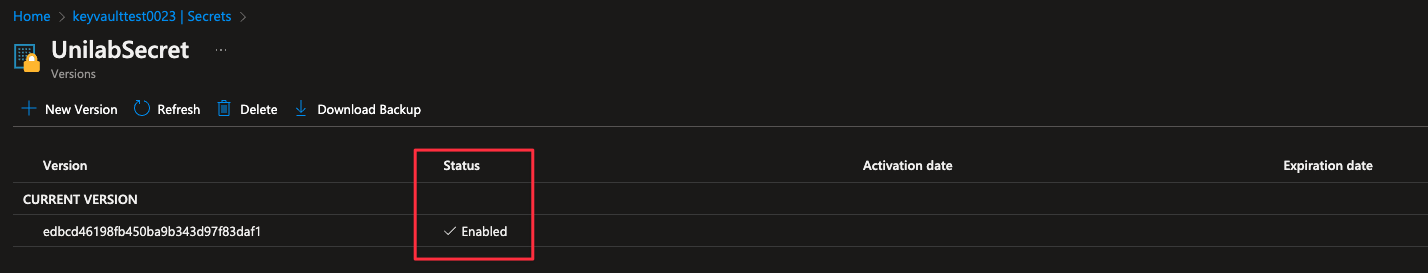 Home > keyvaulttest0023 | Secrets >
UnilabSecret ...
Versions
New Version Refresh Delete Download Backup
Version Status Activation date Expiration date
CURRENT VERSION
edbcd46198fb450ba9b343d97f83daf1 Enabled